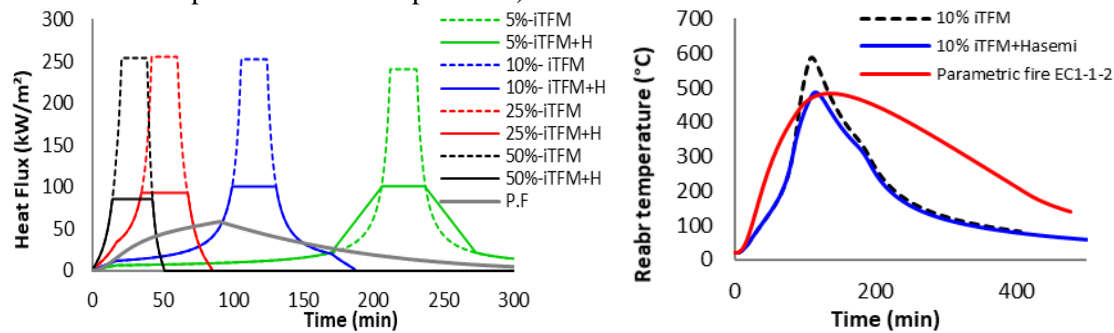 300
250
200
150
100
50
0
Heat Flux (kW/m²)
0 50 100 150 200 250 300
Time (min)
5%-iTFM
5%-iTFM+H
10%- iTFM
10%- iTFM+H
25%-iTFM
25%-iTFM+H
50%-iTFM
50%-iTFM+H
P.F
700
600
500
400
300
200
100
0
Reabr temperature (°C)
0 200 400
Time (min)
10% iTFM
10% iTFM+Hasemi
Parametric fire EC1-1-2